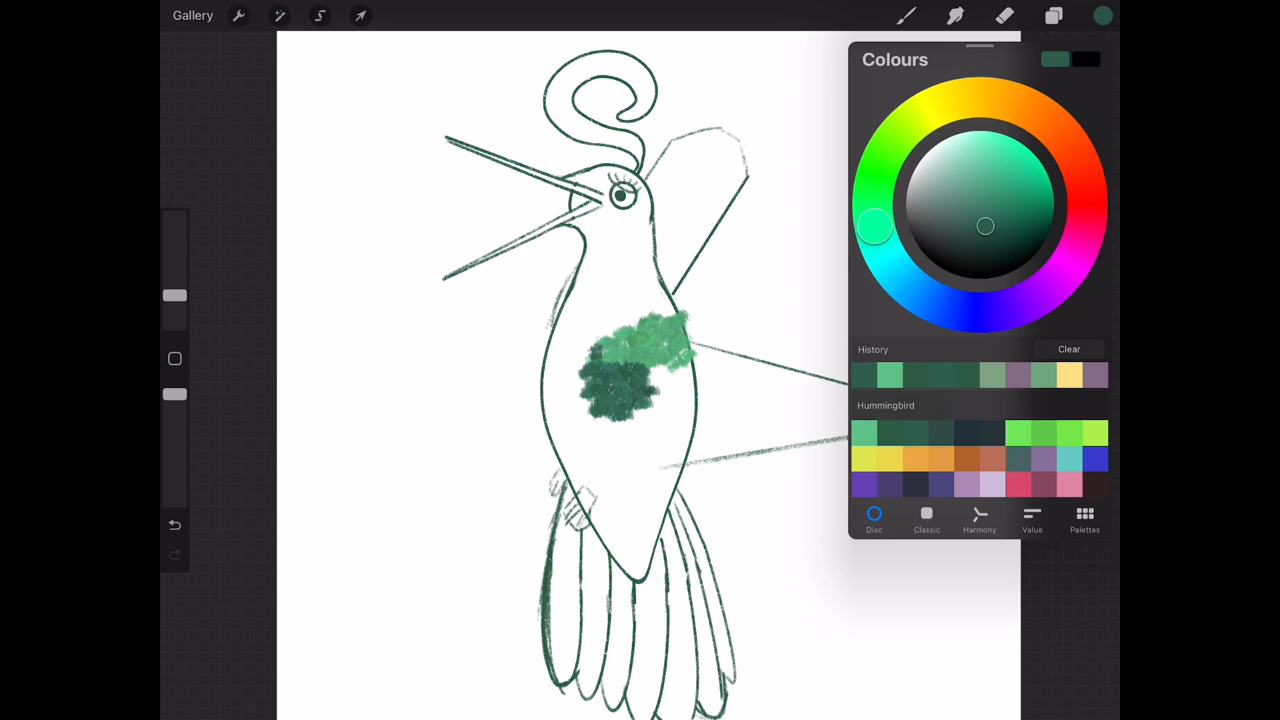 Gallery
Colours
History
Clear
Hummingbird
Disc
Classic
Harmony
Value
Palettes